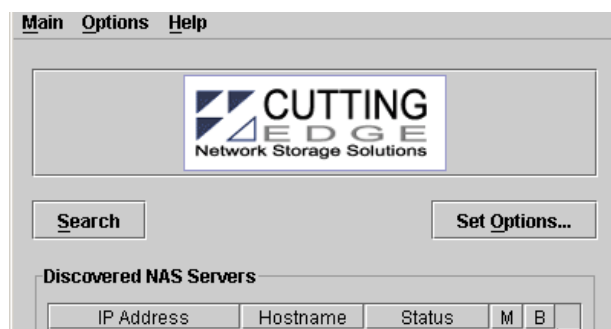 Main Options Help
CUTTING
EDGE
Network Storage Solutions
Search Set Options...
Discovered NAS Servers
IP Address Hostname Status M B